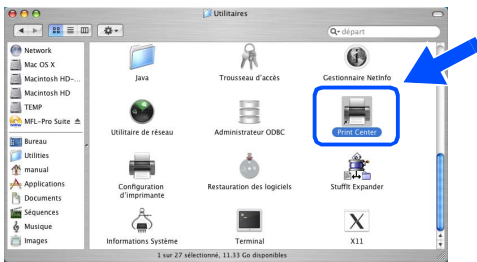 Utilitaires
départ
Network
Mac OS X
Macintosh HD-...
Macintosh HD
TEMP
MFL-Pro Suite
Bureau
Utilities
manual
Applications
Documents
Séquences
Musique
Images
Java
Trousseau d'accès
Gestionnaire NetInfo
Utilitaire de réseau
Administrateur ODBC
Print Center
Configuration
d'imprimante
Restauration des logiciels
StuffIt Expander
Informations Système
Terminal
X11
1 sur 27 sélectionné, 11.33 Go disponibles